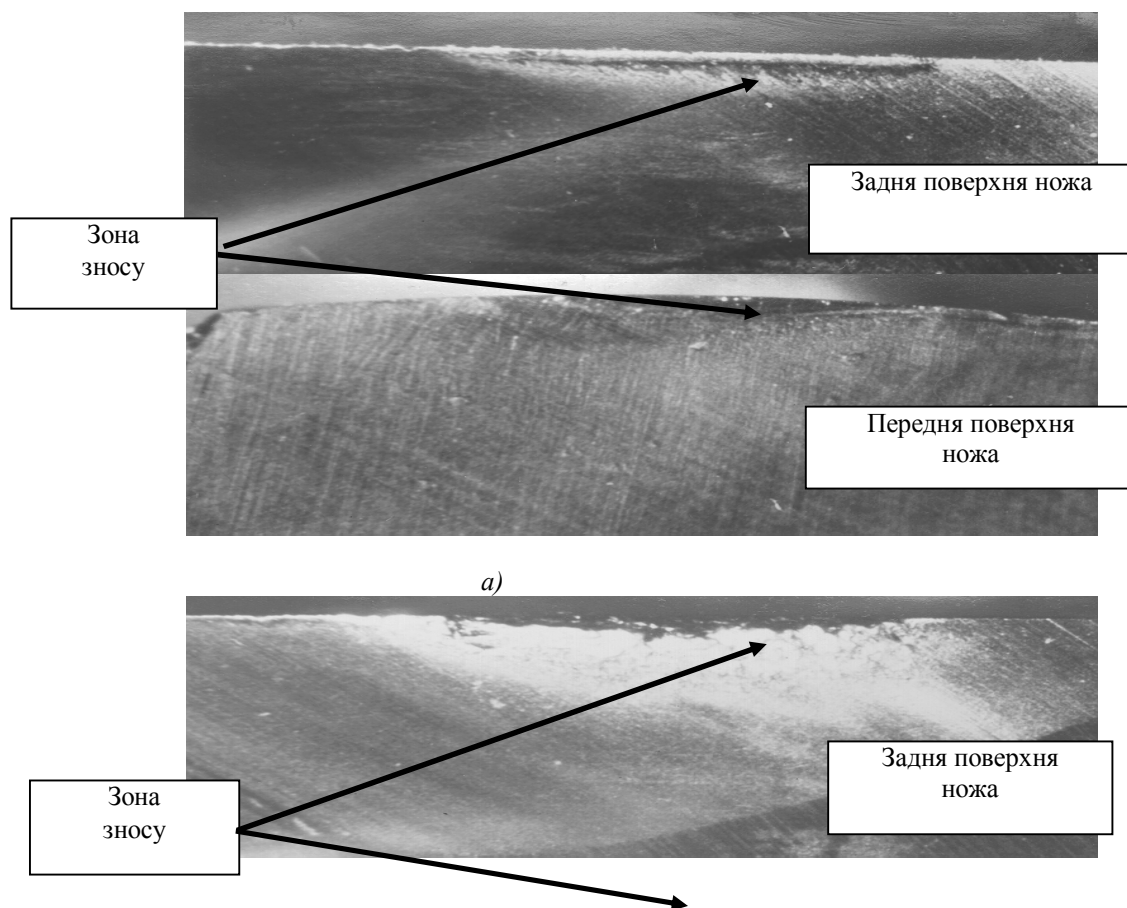 Задня поверхня ножа
Зона
зносу
Передня поверхня
ножа
а)
Задня поверхня
ножа
Зона
зносу